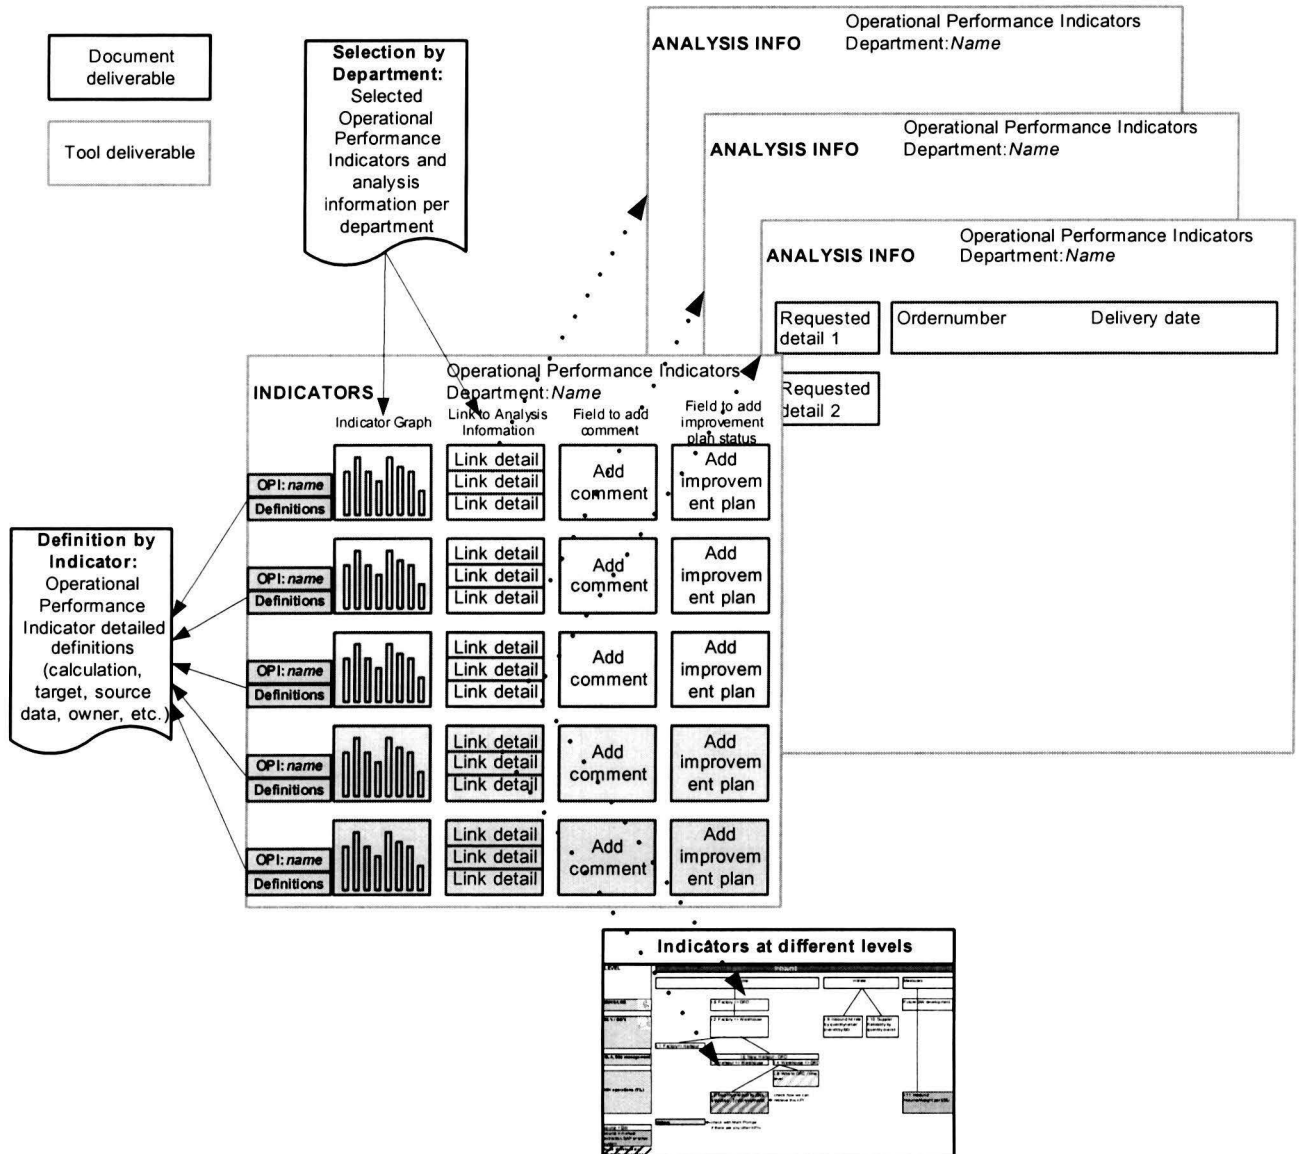 Document
deliverable
Tool deliverable
Selection by
Department:
Selected
Operational
Performance
Indicators and
analysis
information per
department
ANALYSIS INFO
Operational Performance Indicators
Department:Name
ANALYSIS INFO
Operational Performance Indicators
Department:Name
ANALYSIS INFO
Operational Performance Indicators
Department:Name
Requested
detail 1
Ordernumber Delivery date
Requested
detail 2
INDICATORS
Operational Performance Indicators
Department:Name
Indicator Graph
Link to Analysis
Information
Field to add
comment
Field to add
improvement
plan status
OPI: name
Definitions
Link detail
Link detail
Link detail
Add
comment
Add
improvem
ent plan
OPI: name
Definitions
Link detail
Link detail
Link detail
Add
comment
Add
improvem
ent plan
OPI: name
Definitions
Link detail
Link detail
Link detail
Add
comment
Add
improvem
ent plan
OPI: name
Definitions
Link detail
Link detail
Link detail
Add
comment
Add
improvem
ent plan
OPI: name
Definitions
Link detail
Link detail
Link detail
Add
comment
Add
improvem
ent plan
Definition by
Indicator:
Operational
Performance
Indicator detailed
definitions
(calculation,
target, source
data, owner, etc.)
Indicators at different levels
LEVEL